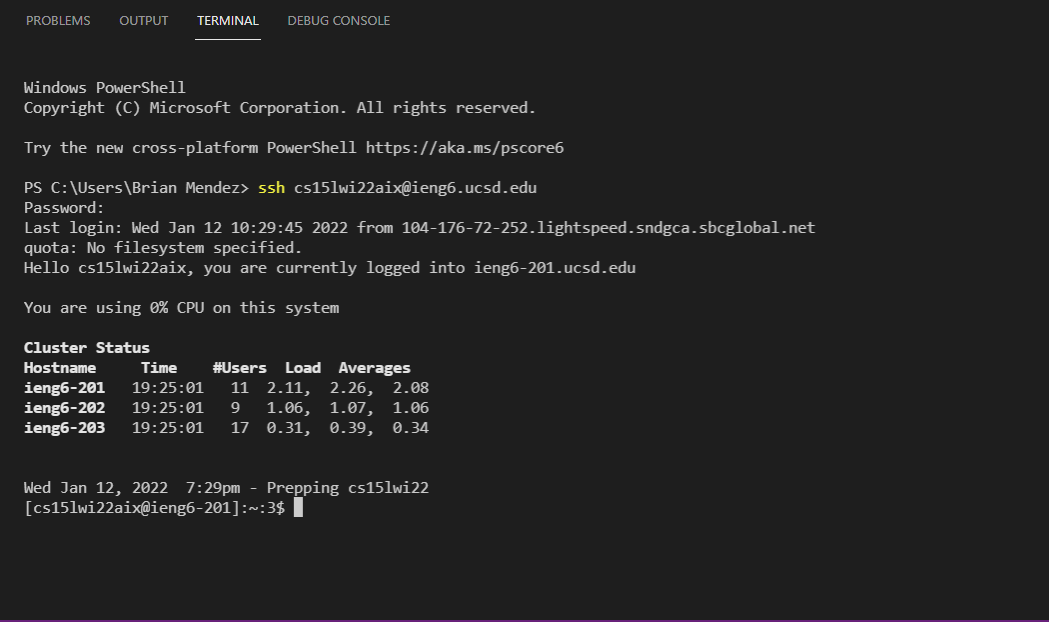 PROBLEMS OUTPUT TERMINAL DEBUG CONSOLE
Windows PowerShell
Copyright (C) Microsoft Corporation. All rights reserved.
Try the new cross-platform PowerShell https://aka.ms/pscore6
PS C:\Users\Brian Mendez> ssh cs15lwi22aix@ieng6.ucsd.edu
Password:
Last login: Wed Jan 12 10:29:45 2022 from 104-176-72-252.lightspeed.sndgca.sbcglobal.net
quota: No filesystem specified.
Hello cs15lwi22aix, you are currently logged into ieng6-201.ucsd.edu
You are using 0% CPU on this system
Cluster Status
Hostname     Time    #Users  Load  Averages
ieng6-201   19:25:01   11  2.11,  2.26,  2.08
ieng6-202   19:25:01   9   1.06,  1.07,  1.06
ieng6-203   19:25:01   17  0.31,  0.39,  0.34
Wed Jan 12, 2022  7:29pm - Prepping cs15lwi22
[cs15lwi22aix@ieng6-201]:~:3$